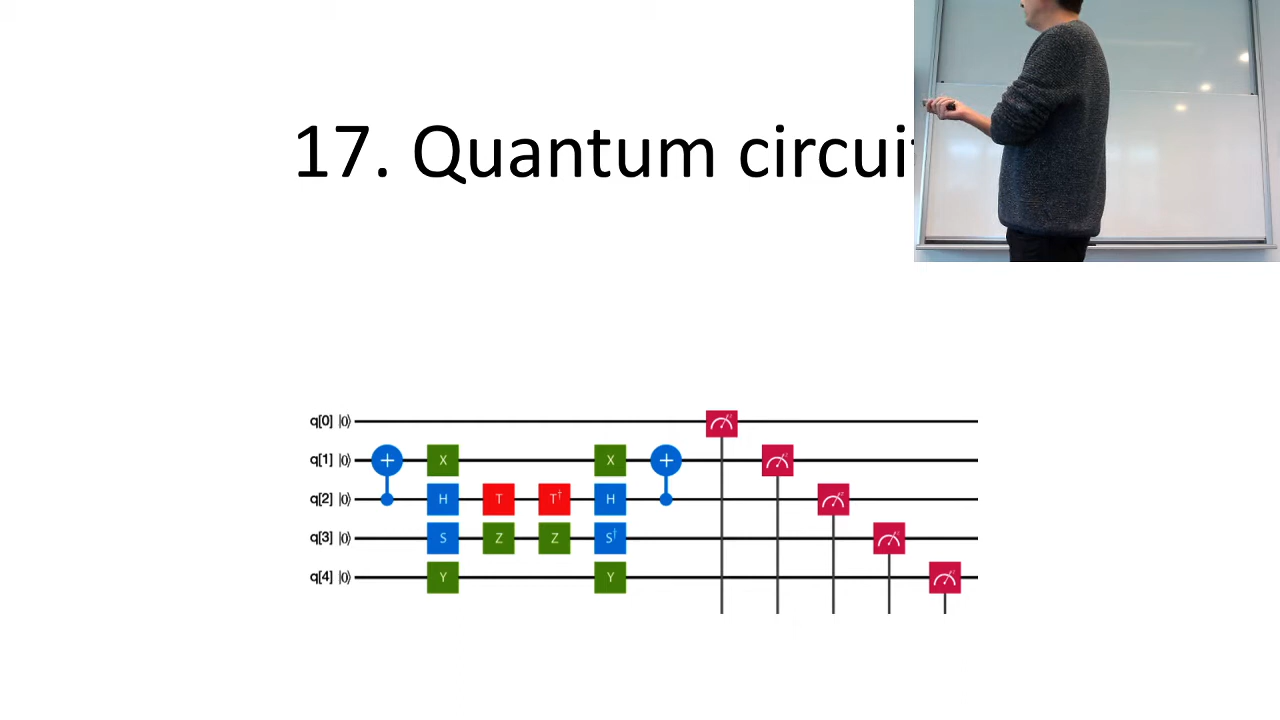 17. Quantum circui
q[0] |0⟩
q[1] |0⟩ + X X +
q[2] |0⟩ H T T† H
q[3] |0⟩ S Z Z S†
q[4] |0⟩ Y Y